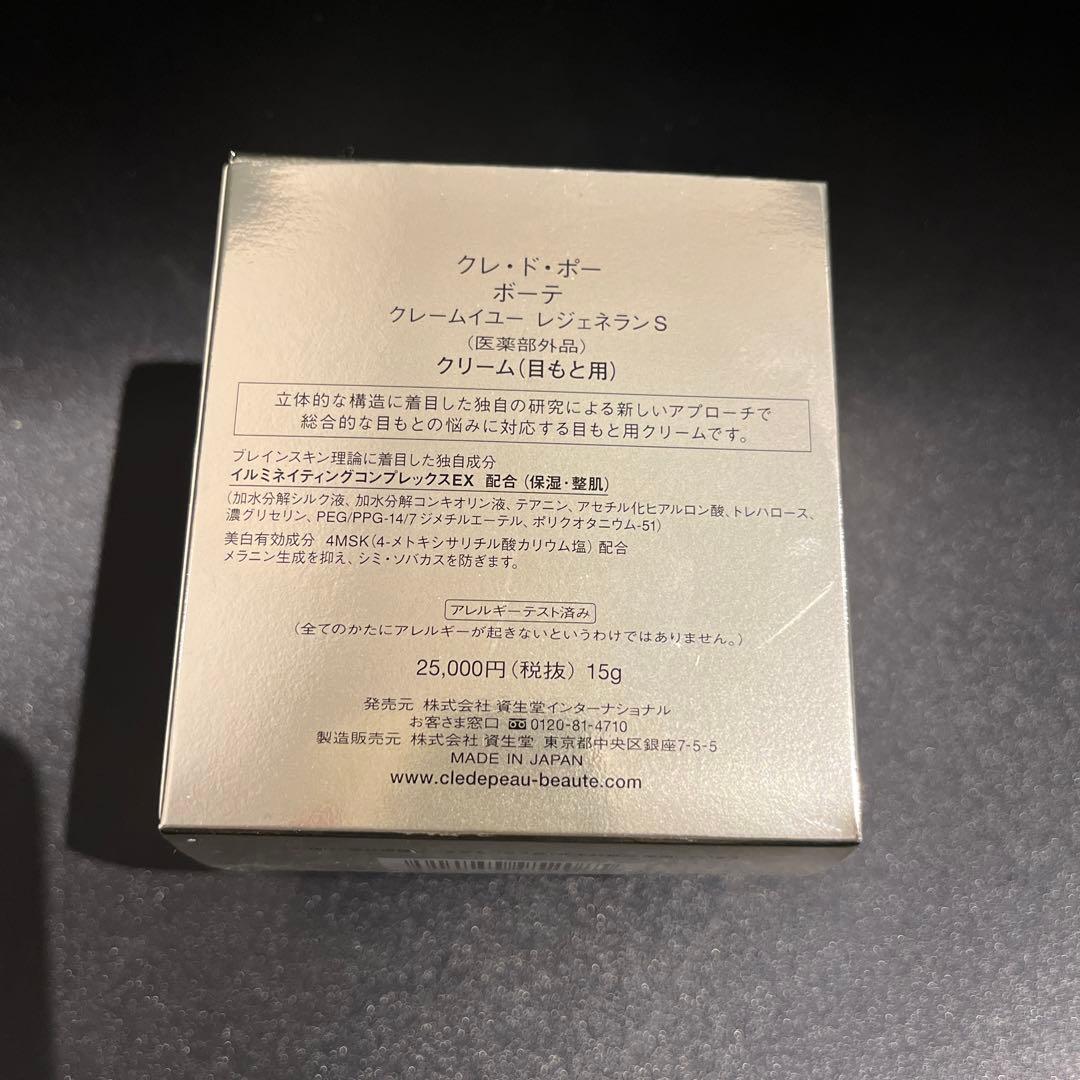 クレ・ド・ポー
ボーテ
クレームイユー レジェネラン S
(医薬部外品)
クリーム(目もと用)
立体的な構造に着目した独自の研究による新しいアプローチで
総合的な目もとの悩みに対応する目もと用クリームです。
ブレインスキン理論に着目した独自成分
イルミネイティングコンプレックスEX 配合(保湿・整肌)
(加水分解シルク液、加水分解コンキオリン液、テアニン、アセチル化ヒアルロン酸、トレハロース、
濃グリセリン、PEG/PPG-14/7 ジメチルエーテル、ポリクオタニウム-51)
美白有効成分 4MSK(4-メトキシサリチル酸カリウム塩)配合
メラニン生成を抑え、シミ・ソバカスを防ぎます。
アレルギーテスト済み
(全てのかたにアレルギーが起きないというわけではありません。)
25,000円(税抜) 15g
発売元 株式会社 資生堂インターナショナル
お客さま窓口 0120-81-4710
製造販売元 株式会社 資生堂 東京都中央区銀座7-5-5
MADE IN JAPAN
www.cledepeau-beaute.com